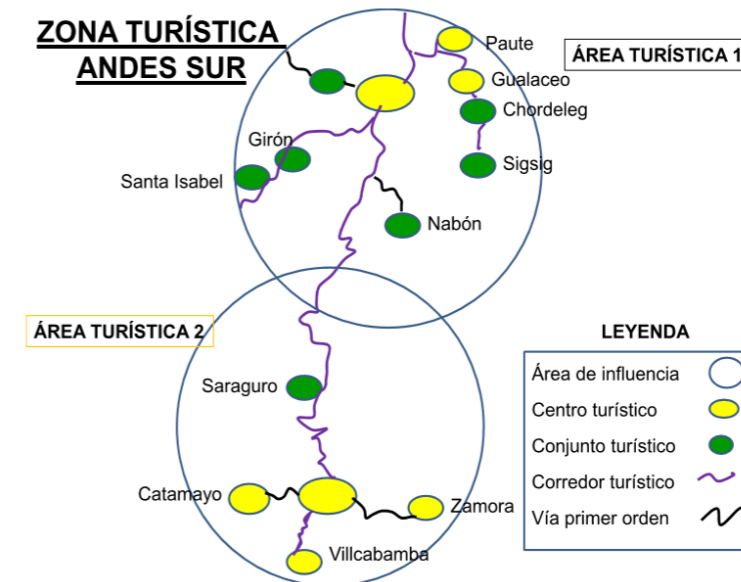 ZONA TURÍSTICA
ANDES SUR
ÁREA TURÍSTICA 1
Paute
Gualaceo
Chordeleg
Girón
Sigsig
Santa Isabel
Nabón
ÁREA TURÍSTICA 2
Saraguro
Catamayo
Zamora
Villcabamba
LEYENDA
Área de influencia
Centro turístico
Conjunto turístico
Corredor turístico
Vía primer orden